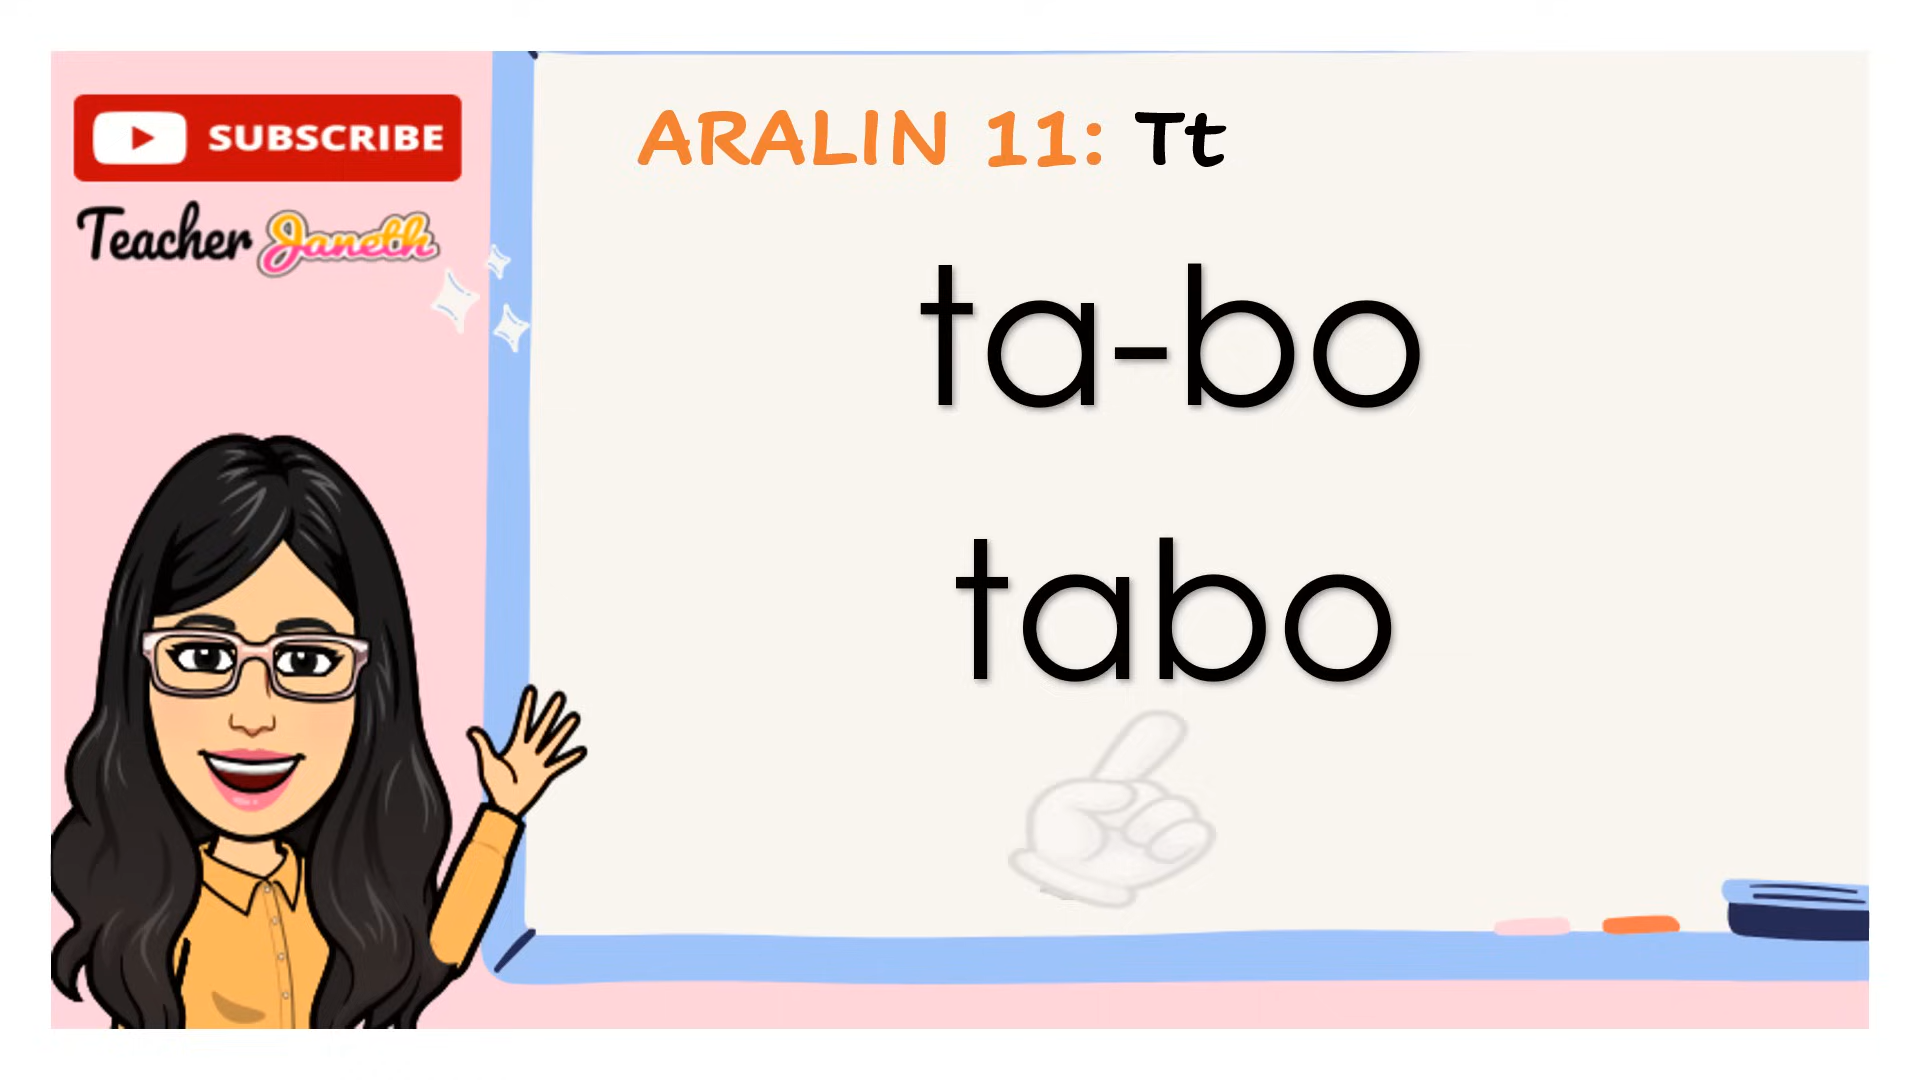 SUBSCRIBE
Teacher Janeth
ARALIN 11: Tt
ta-bo
tabo